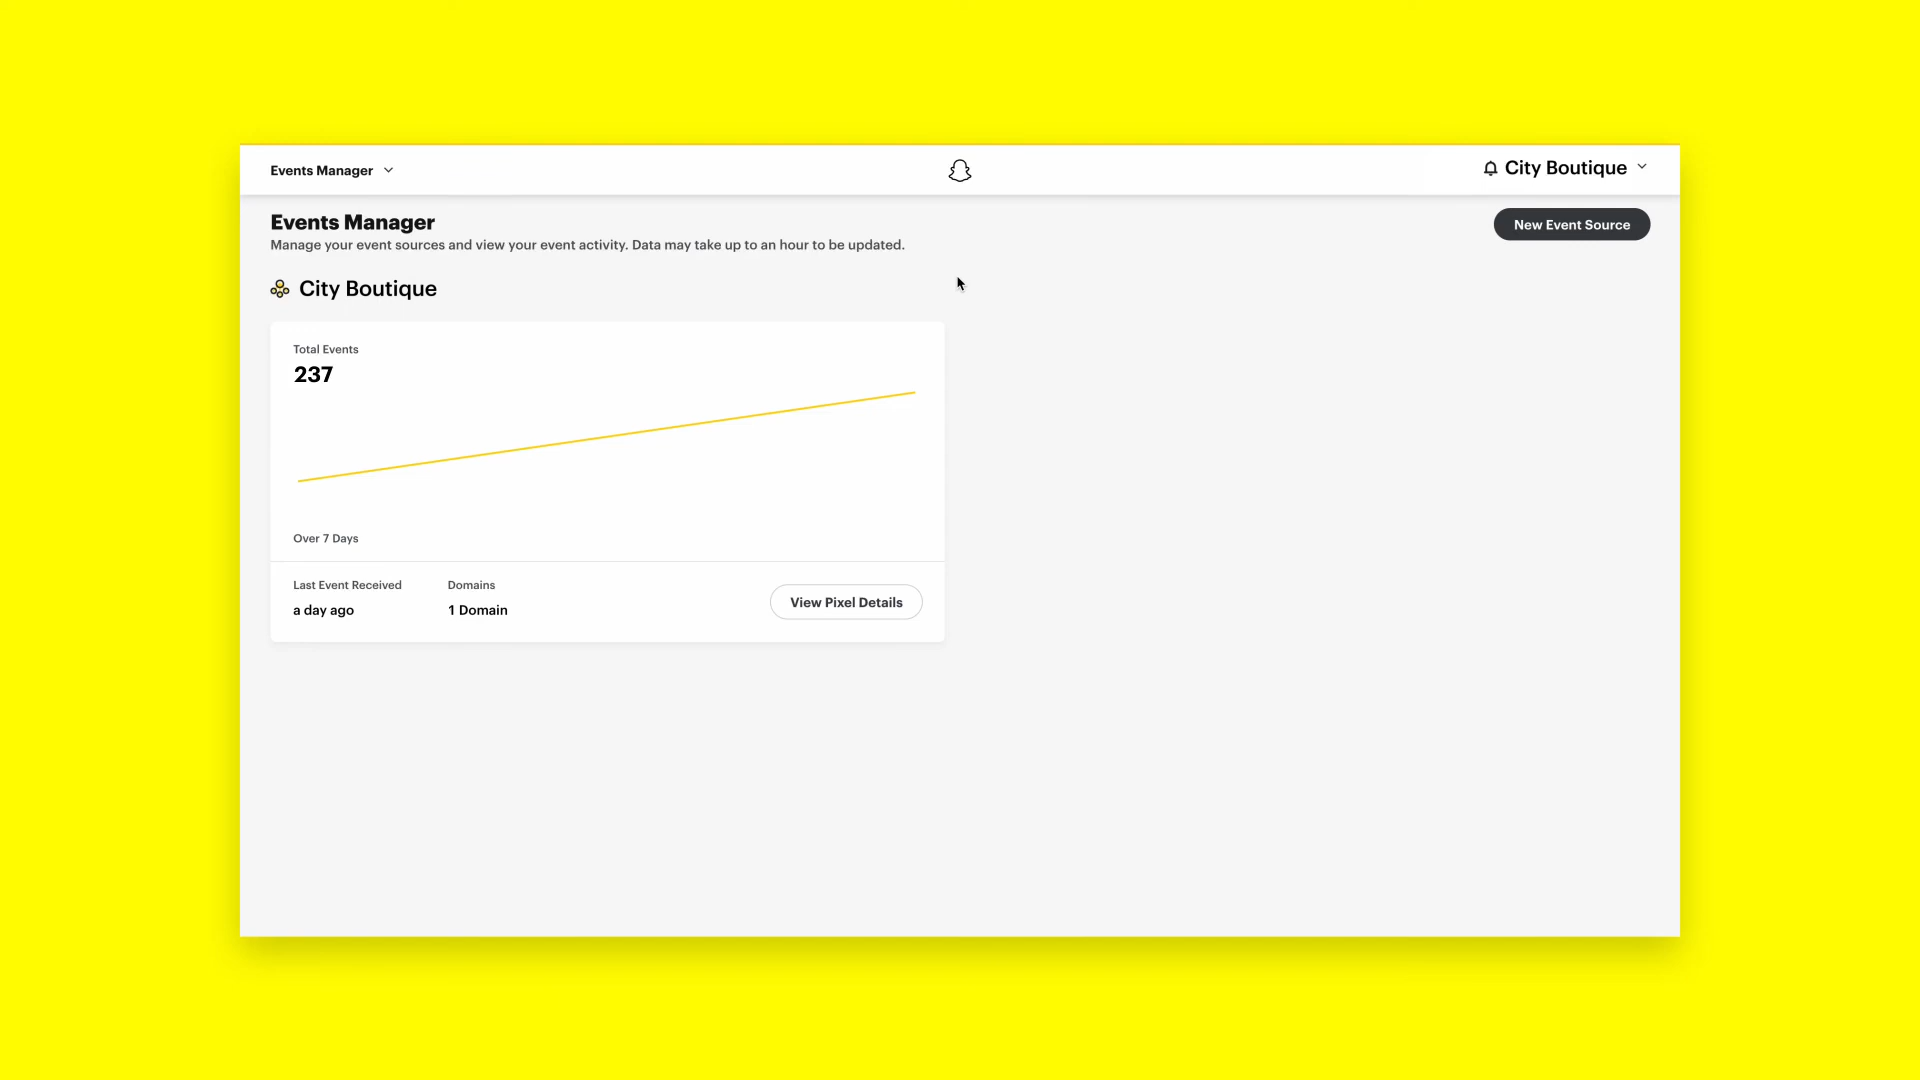 Events Manager
City Boutique
Events Manager
New Event Source
Manage your event sources and view your event activity. Data may take up to an hour to be updated.
City Boutique
Total Events
237
Over 7 Days
Last Event Received
Domains
a day ago
1 Domain
View Pixel Details